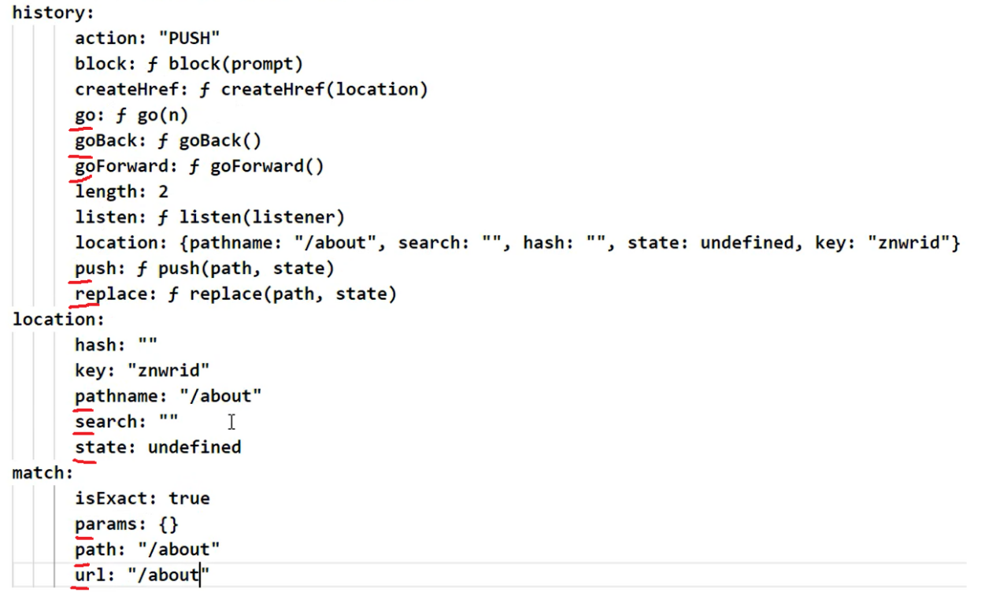 history:
action: "PUSH"
block: ƒ block(prompt)
createHref: ƒ createHref(location)
go: ƒ go(n)
goBack: ƒ goBack()
goForward: ƒ goForward()
length: 2
listen: ƒ listen(listener)
location: {pathname: "/about", search: "", hash: "", state: undefined, key: "znwrid"}
push: ƒ push(path, state)
replace: ƒ replace(path, state)
location:
hash: ""
key: "znwrid"
pathname: "/about"
search: ""
state: undefined
match:
isExact: true
params: {}
path: "/about"
url: "/about"